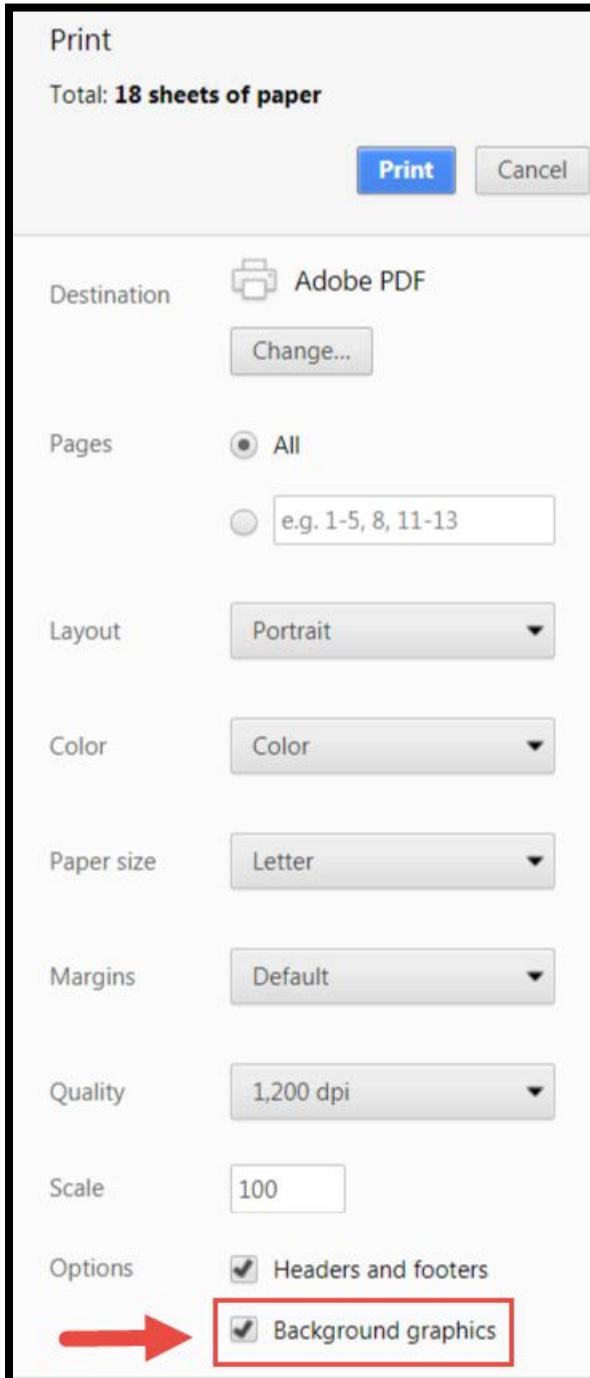 Print
Total: 18 sheets of paper
Print Cancel
Destination Adobe PDF
Change...
Pages All
e.g. 1-5, 8, 11-13
Layout Portrait
Color Color
Paper size Letter
Margins Default
Quality 1,200 dpi
Scale 100
Options Headers and footers
Background graphics